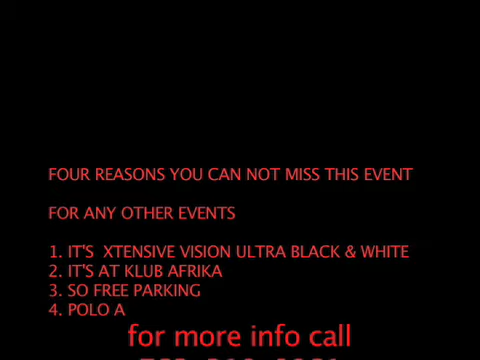 FOUR REASONS YOU CAN NOT MISS THIS EVENT
FOR ANY OTHER EVENTS
1. IT'S XTENSIVE VISION ULTRA BLACK & WHITE
2. IT'S AT KLUB AFRIKA
3. SO FREE PARKING
4. POLO A
for more info call